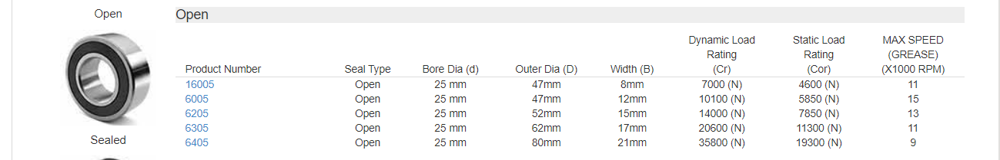 Open
Open
Dynamic Load Static Load MAX SPEED
Rating Rating (GREASE)
Product Number Seal Type Bore Dia (d) Outer Dia (D) Width (B) (Cr) (Cor) (X1000 RPM)
16005 Open 25 mm 47mm 8mm 7000 (N) 4600 (N) 11
6005 Open 25 mm 47mm 12mm 10100 (N) 5850 (N) 15
6205 Open 25 mm 52mm 15mm 14000 (N) 7850 (N) 13
6305 Open 25 mm 62mm 17mm 20600 (N) 11300 (N) 11
6405 Open 25 mm 80mm 21mm 35800 (N) 19300 (N) 9
Sealed